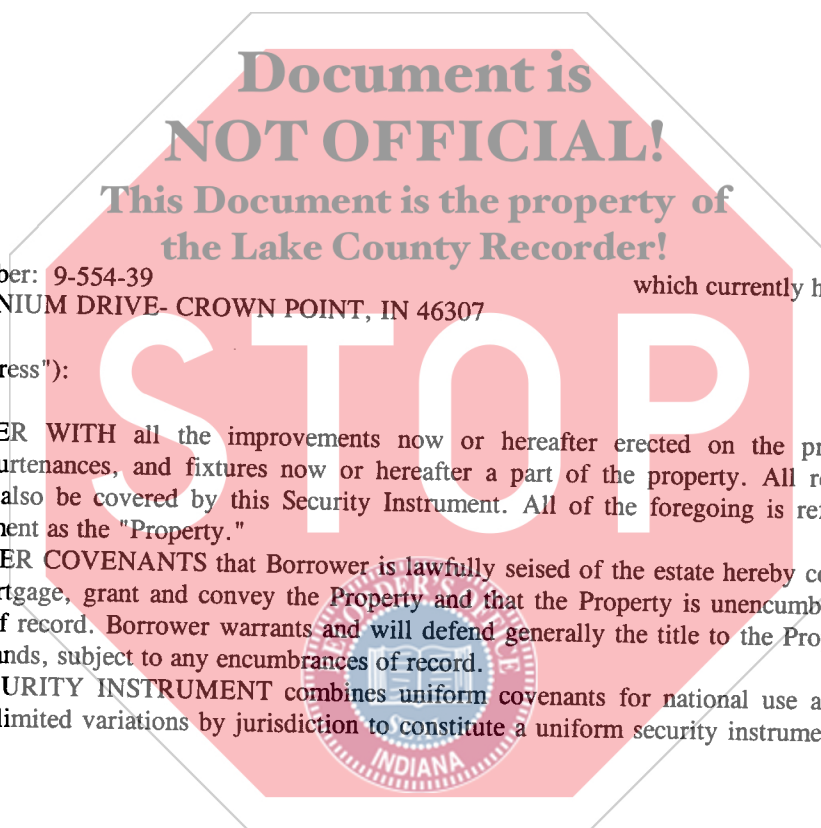 Document is
NOT OFFICIAL!
This Document is the property of
the Lake County Recorder!
ber: 9-554-39 which currently h
NIUM DRIVE- CROWN POINT, IN 46307
ress"):
STOP
ER WITH all the improvements now or hereafter erected on the pr
urtenances, and fixtures now or hereafter a part of the property. All r
also be covered by this Security Instrument. All of the foregoing is re
nent as the "Property."
ER COVENANTS that Borrower is lawfully seised of the estate hereby c
rtgage, grant and convey the Property and that the Property is unencumb
f record. Borrower warrants and will defend generally the title to the Pro
ands, subject to any encumbrances of record.
URITY INSTRUMENT combines uniform covenants for national use a
limited variations by jurisdiction to constitute a uniform security instrume
SEAL
INDIANA